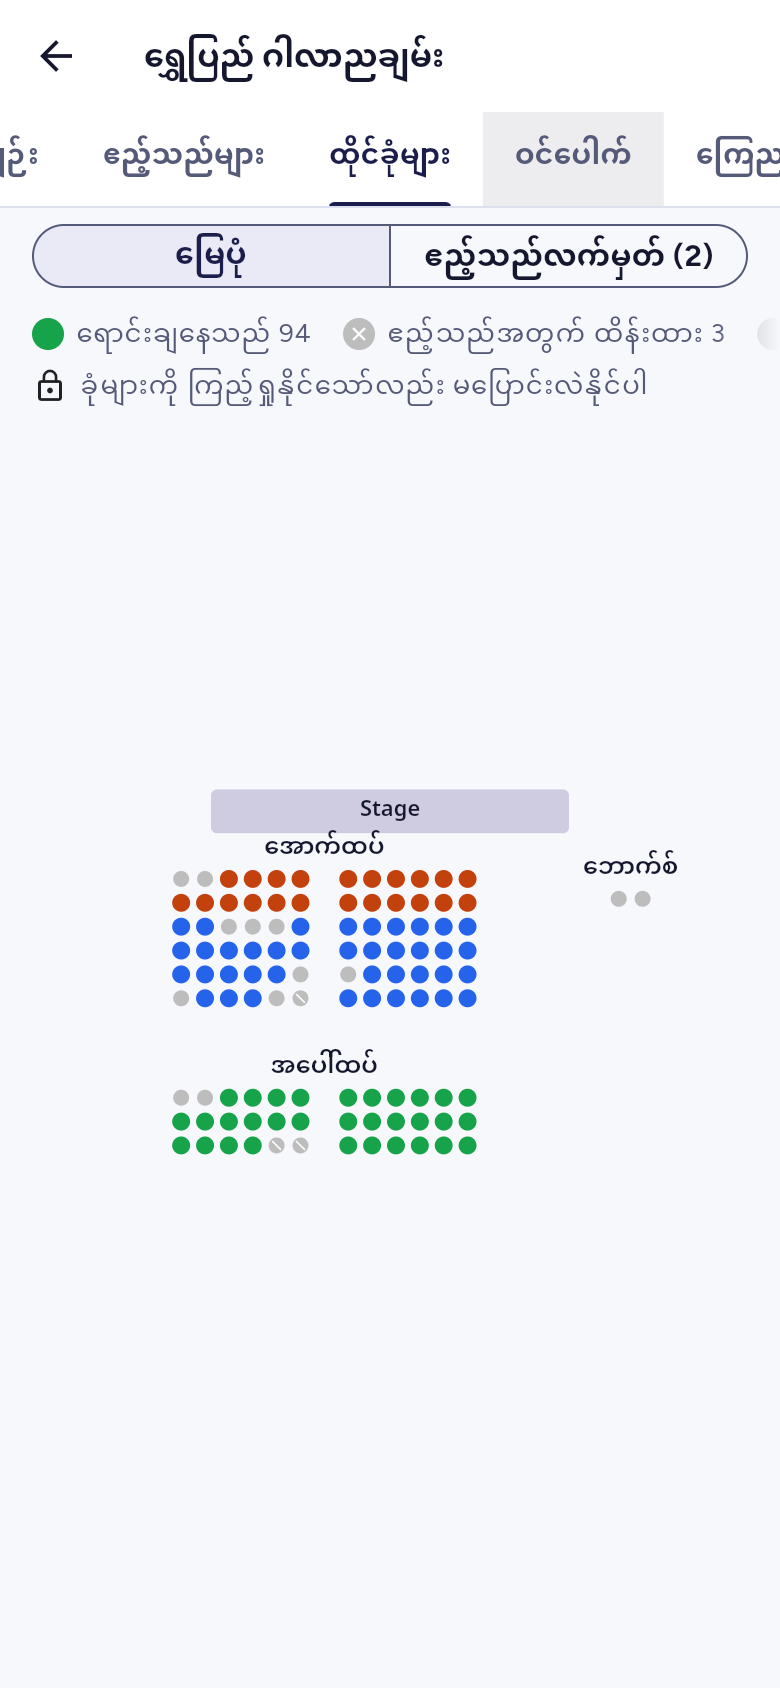 ရွှေပြည် ဂါလာညချမ်း
ဧည့်သည်များ ထိုင်ခုံများ ဝင်ပေါက်
မြေပုံ ဧည့်သည်လက်မှတ် (2)
ရောင်းချနေသည် 94 ဧည့်သည်အတွက် ထိန်းထား 3
ခုံများကို ကြည့်ရှုနိုင်သော်လည်း မပြောင်းလဲနိုင်ပါ
Stage
အောက်ထပ်
ဘောက်စ်
အပေါ်ထပ်